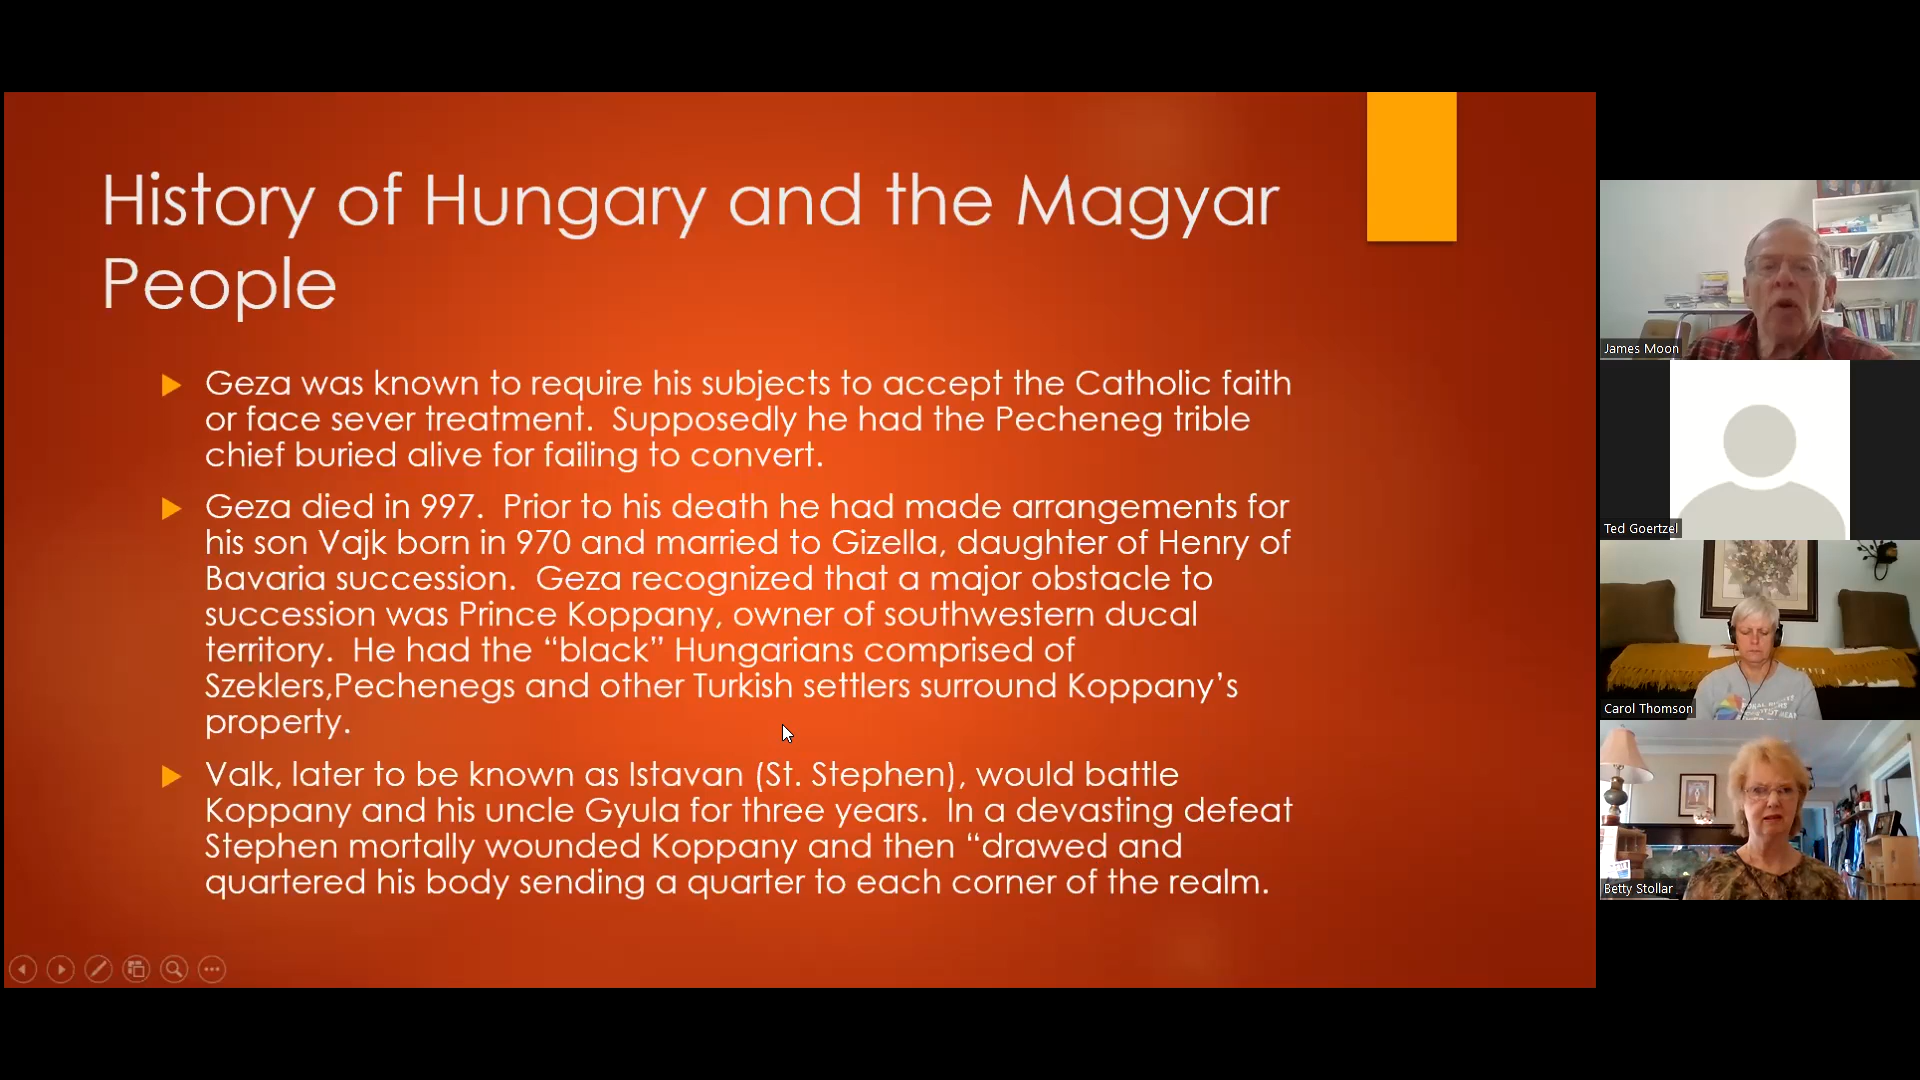 History of Hungary and the Magyar
People
Geza was known to require his subjects to accept the Catholic faith
or face sever treatment.  Supposedly he had the Pecheneg trible
chief buried alive for failing to convert.
Geza died in 997.  Prior to his death he had made arrangements for
his son Vajk born in 970 and married to Gizella, daughter of Henry of
Bavaria succession.  Geza recognized that a major obstacle to
succession was Prince Koppany, owner of southwestern ducal
territory.  He had the “black” Hungarians comprised of
Szeklers,Pechenegs and other Turkish settlers surround Koppany’s
property.
Valk, later to be known as Istavan (St. Stephen), would battle
Koppany and his uncle Gyula for three years.  In a devasting defeat
Stephen mortally wounded Koppany and then “drawed and
quartered his body sending a quarter to each corner of the realm.
James Moon
Ted Goertzel
Carol Thomson
Betty Stollar